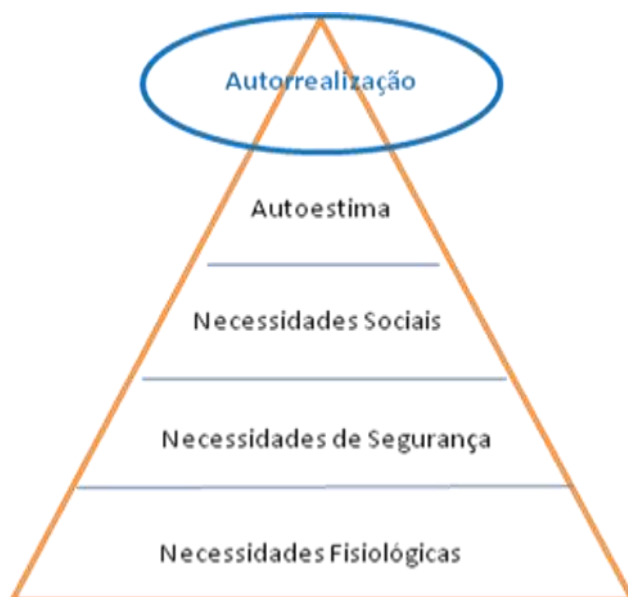 Autorrealização
Autoestima
Necessidades Sociais
Necessidades de Segurança
Necessidades Fisiológicas